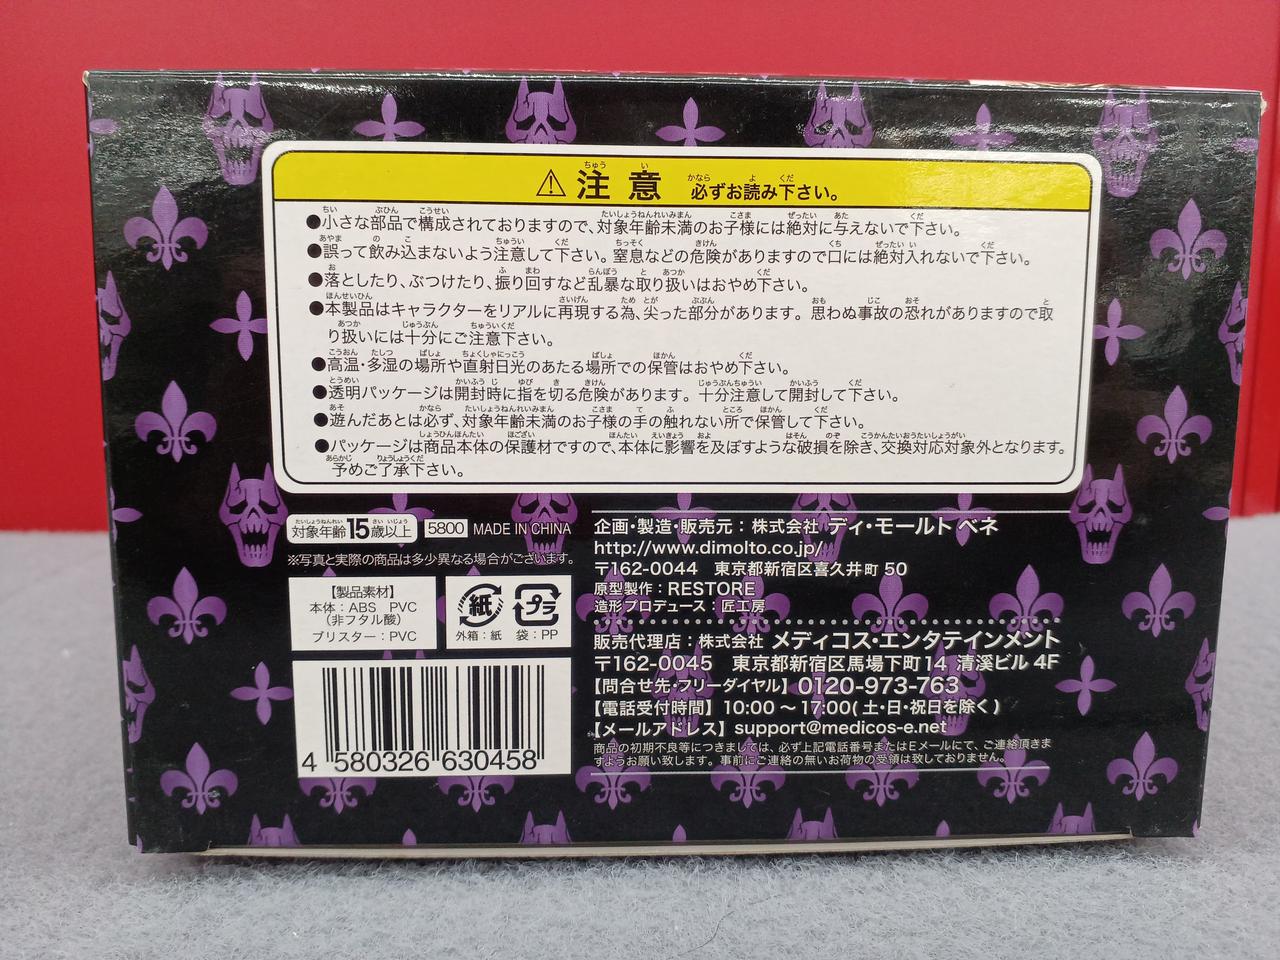 ⚠注意 必ずお読み下さい。
●小さな部品で構成されておりますので、対象年齢未満のお子様には絶対に与えないで下さい。
●誤って飲み込まないよう注意して下さい。窒息などの危険がありますので口には絶対入れないで下さい。
●落としたり、ぶつけたり、振り回すなど乱暴な取り扱いはおやめ下さい。
●本製品はキャラクターをリアルに再現する為、尖った部分があります。思わぬ事故の恐れがありますので取
り扱いには十分にご注意下さい。
●高温・多湿の場所や直射日光のあたる場所での保管はおやめ下さい。
●透明パッケージは開封時に指を切る危険があります。十分注意して開封して下さい。
●遊んだあとは必ず、対象年齢未満のお子様の手の触れない所で保管して下さい。
●パッケージは商品本体の保護材ですので、本体に影響を及ぼすような破損を除き、交換対応対象外となります。
予めご了承下さい。
対象年齢15歳以上 5800 MADE IN CHINA
※写真と実際の商品は多少異なる場合がございます。
【製品素材】
本体：ABS PVC
（非フタル酸）
ブリスター：PVC
紙 プラ
外箱：紙 袋：PP
4 580326 630458
企画・製造・販売元：株式会社 ディ・モールト ベネ
http://www.dimolto.co.jp/
〒162-0044 東京都新宿区喜久井町 50
原型製作：RESTORE
造形プロデュース：匠工房
販売代理店：株式会社 メディコス・エンタテインメント
〒162-0045 東京都新宿区馬場下町14 清溪ビル 4F
【問合せ先・フリーダイヤル】0120-973-763
【電話受付時間】10:00～17:00(土・日・祝日を除く)
【メールアドレス】support@medicos-e.net
商品の初期不良等につきましては、必ず上記電話番号またはEメールにて、ご連絡頂きま
すようお願い致します。事前にご連絡の無いお荷物の受領は致しておりません。